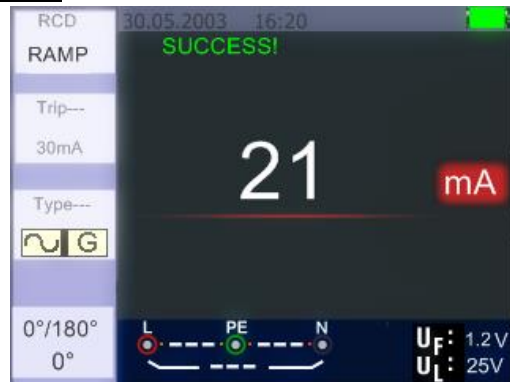 RCD
30.05.2003 16:20
RAMP
SUCCESS!
Trip---
30mA
21
mA
Type---
G
0°/180°
0°
L PE N
UF: 1.2V
UL: 25V